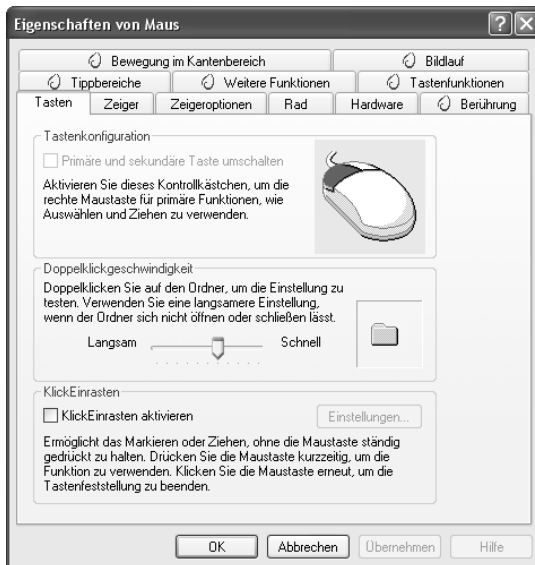 Eigenschaften von Maus
Bewegung im Kantenbereich
Bildlauf
Tippbereiche
Weitere Funktionen
Tastenfunktionen
Tasten
Zeiger
Zeigeroptionen
Rad
Hardware
Berührung
Tastenkonfiguration
Primäre und sekundäre Taste umschalten
Aktivieren Sie dieses Kontrollkästchen, um die
rechte Maustaste für primäre Funktionen, wie
Auswählen und Ziehen zu verwenden.
Doppelklickgeschwindigkeit
Doppelklicken Sie auf den Ordner, um die Einstellung zu
testen. Verwenden Sie eine langsamere Einstellung,
wenn der Ordner sich nicht öffnen oder schließen lässt.
Langsam
Schnell
KlickEinrasten
KlickEinrasten aktivieren
Einstellungen...
Ermöglicht das Markieren oder Ziehen, ohne die Maustaste ständig
gedrückt zu halten. Drücken Sie die Maustaste kurzzeitig, um die
Funktion zu verwenden. Klicken Sie die Maustaste erneut, um die
Tastenfeststellung zu beenden.
OK
Abbrechen
Übernehmen
Hilfe